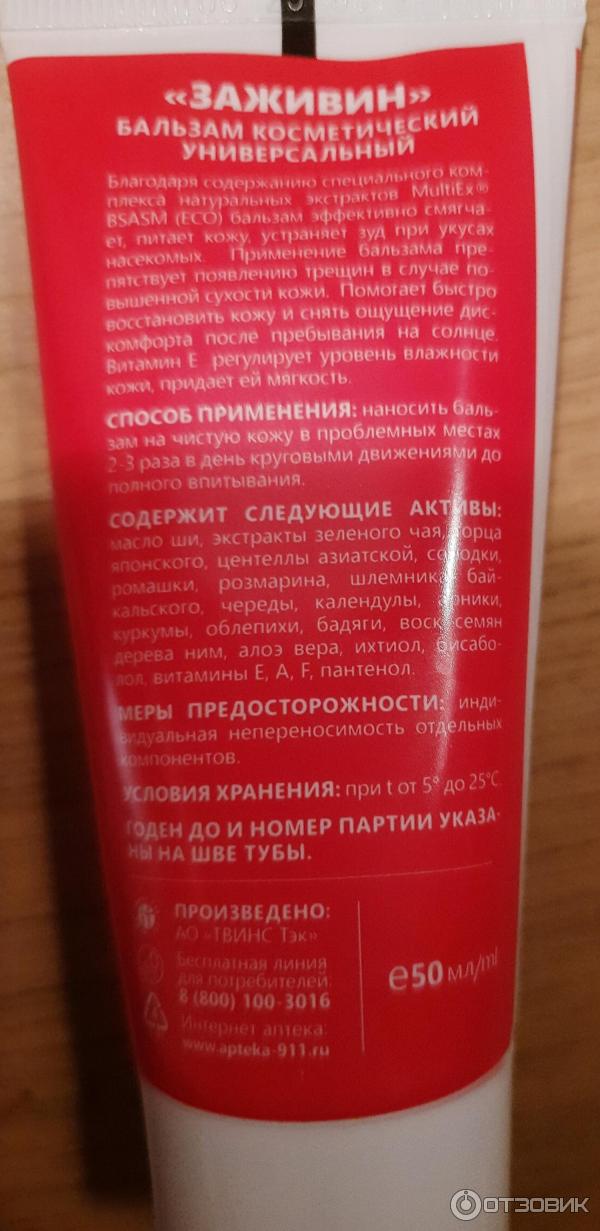 «ЗАЖИВИН»
БАЛЬЗАМ КОСМЕТИЧЕСКИЙ
УНИВЕРСАЛЬНЫЙ
Благодаря содержанию специального ком-
плекса натуральных экстрактов MultiEx®
BSASM (ECO) бальзам эффективно смягча-
ет, питает кожу, устраняет зуд при укусах
насекомых. Применение бальзама пре-
пятствует появлению трещин в случае по-
вышенной сухости кожи. Помогает быстро
восстановить кожу и снять ощущение дис-
комфорта после пребывания на солнце.
Витамин Е регулирует уровень влажности
кожи, придает ей мягкость.
СПОСОБ ПРИМЕНЕНИЯ: наносить баль-
зам на чистую кожу в проблемных местах
2-3 раза в день круговыми движениями до
полного впитывания.
СОДЕРЖИТ СЛЕДУЮЩИЕ АКТИВЫ:
масло ши, экстракты зеленого чая, горца
японского, центеллы азиатской, солодки,
ромашки, розмарина, шлемника бай-
кальского, череды, календулы, арники,
куркумы, облепихи, бадяги, воск семян
дерева ним, алоэ вера, ихтиол, бисабо-
лол, витамины Е, А, F, пантенол.
МЕРЫ ПРЕДОСТОРОЖНОСТИ: инди-
видуальная непереносимость отдельных
компонентов.
УСЛОВИЯ ХРАНЕНИЯ: при t от 5° до 25°С
ГОДЕН ДО И НОМЕР ПАРТИИ УКАЗА-
НЫ НА ШВЕ ТУБЫ.
ПРОИЗВЕДЕНО:
АО «ТВИНС Тэк»
Бесплатная линия
для потребителей:
8 (800) 100-3016
Интернет аптека:
www.apteka-911.ru
℮50 мл/ml
ОТЗОВИК